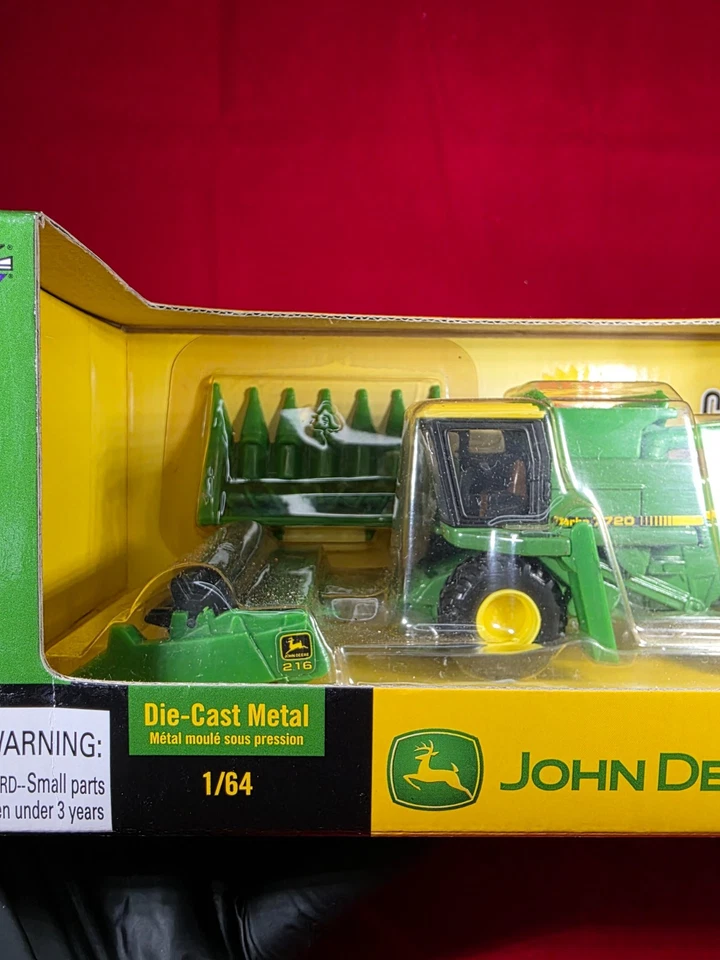 JOHN DEERE
216
Turbo 7720
WARNING:
RD--Small parts
en under 3 years
Die-Cast Metal
Métal moulé sous pression
1/64
JOHN DE